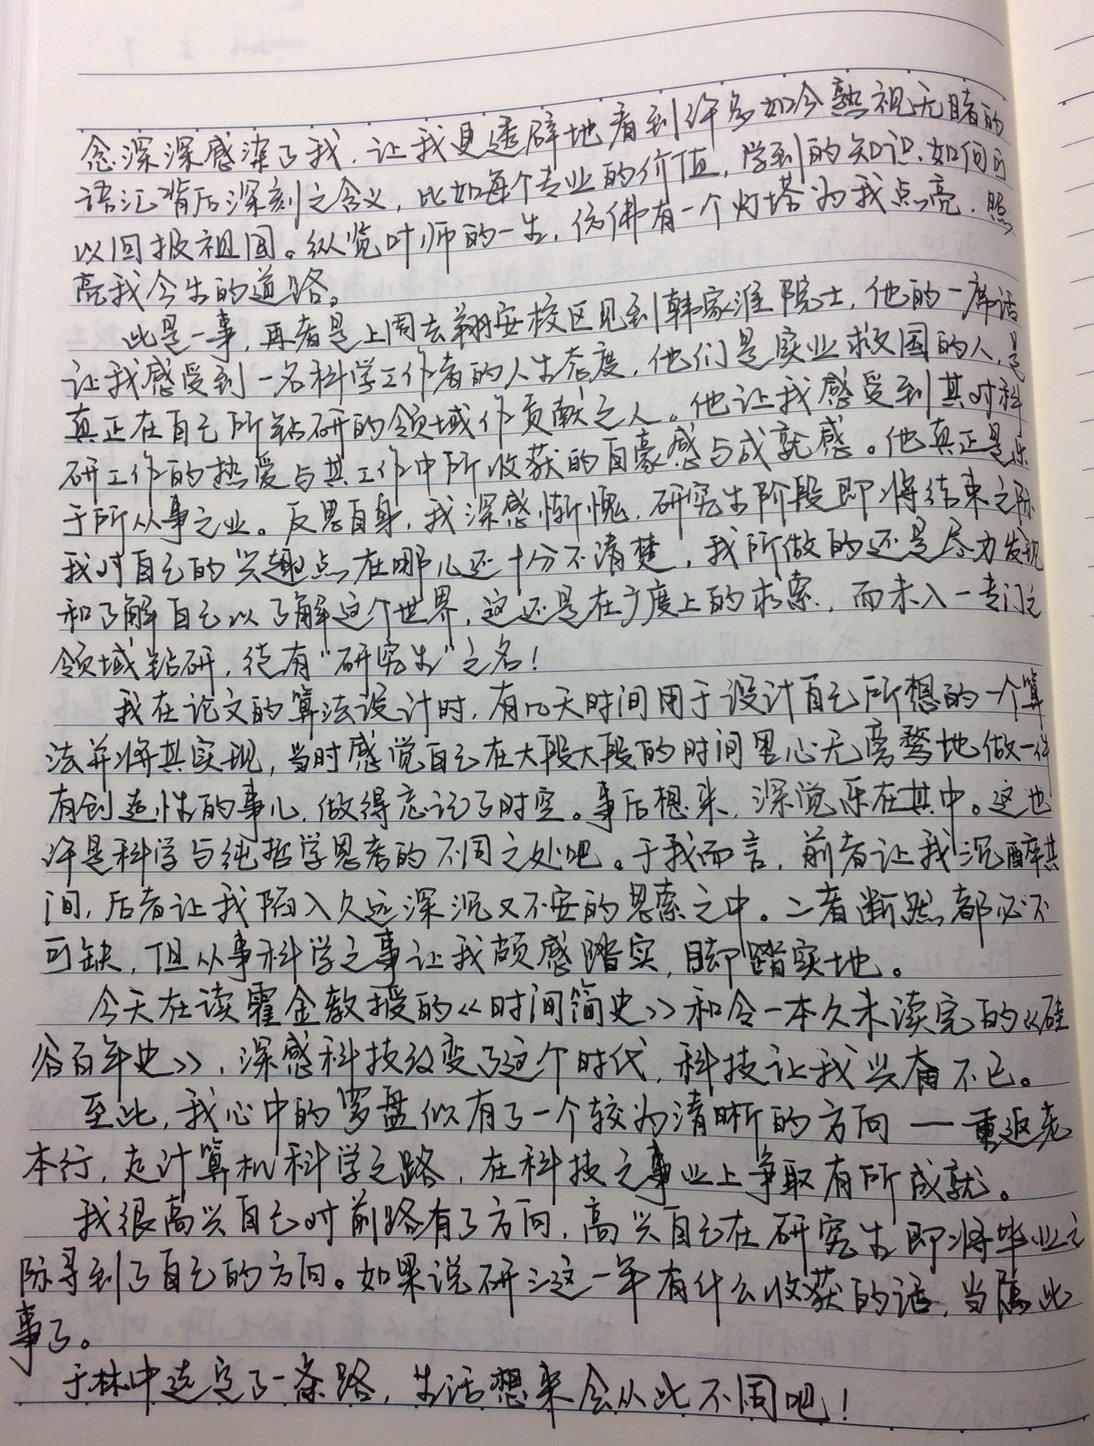 念深深感染了我，让我更透辟地看到许多如今熟视无睹的
语汇背后深刻之含义，比如每个专业的价值，学到的知识，如何可
以回报祖国。纵览叶师的一生，仿佛有一个灯塔为我点亮，照
亮我今生的道路。
此是一事，再者是上周去翔安校区见到韩家淮院士，他的一席话
让我感受到一名科学工作者的人生态度，他们是实业救国的人，是
真正在自己所钻研的领域作贡献之人。他让我感受到其对科
研工作的热爱与其工作中所收获的自豪感与成就感。他真正是乐
于所从事之业。反思自身，我深感惭愧，研究生阶段即将结束之际
我对自己的兴趣点在哪儿还十分不清楚，我所做的还是尽力发现
和了解自己以了解这个世界，这还是在广度上的求索，而未入一专门之
领域钻研，徒有“研究生”之名！
我在论文的算法设计时，有几天时间用于设计自己所想的一个算
法并将其实现，当时感觉自己在大段大段的时间里心无旁骛地做一件
有创造性的事儿，做得忘记了时空。事后想来，深觉乐在其中。这也
许是科学与纯哲学思考的不同之处吧。于我而言，前者让我沉醉其
间，后者让我陷入久远深沉又不安的思索之中。二者断然都必不
可缺，但从事科学之事让我颇感踏实，脚踏实地。
今天在读霍金教授的《时间简史》和令一本久未读完的《硅
谷百年史》，深感科技改变了这个时代，科技让我兴奋不已。
至此，我心中的罗盘似有了一个较为清晰的方向——重返老
本行，走计算机科学之路，在科技之事业上争取有所成就。
我很高兴自己对前路有了方向，高兴自己在研究生即将毕业之
际寻到了自己的方向。如果说研三这一年有什么收获的话，当属此
事了。
于林中选定了一条路，生活想来会从此不同吧！